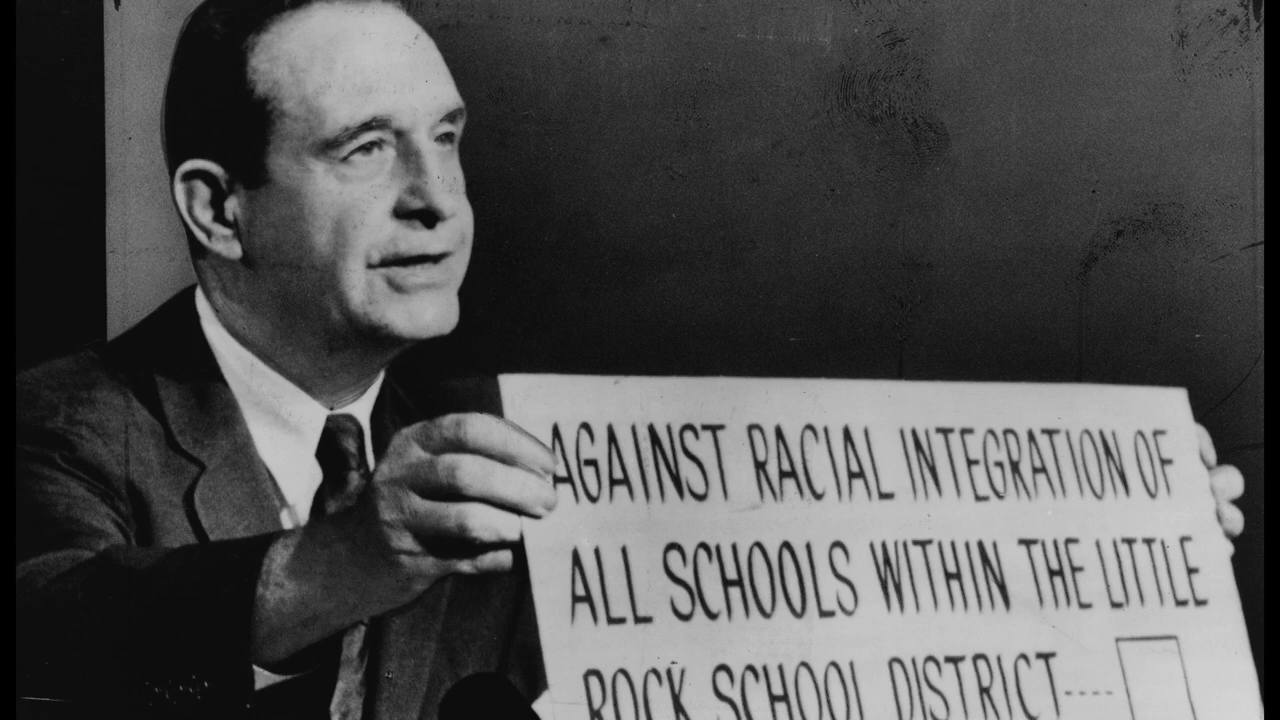 AGAINST RACIAL INTEGRATION OF
ALL SCHOOLS WITHIN THE LITTLE
ROCK SCHOOL DISTRICT----